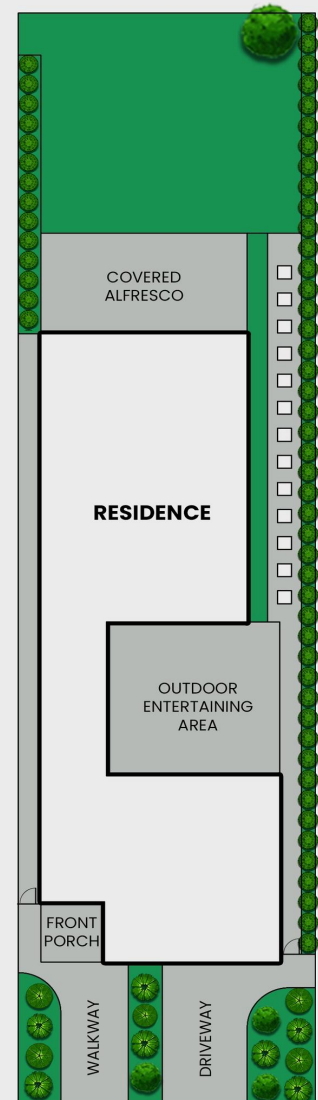 COVERED
ALFRESCO
RESIDENCE
OUTDOOR
ENTERTAINING
AREA
FRONT
PORCH
WALKWAY
DRIVEWAY